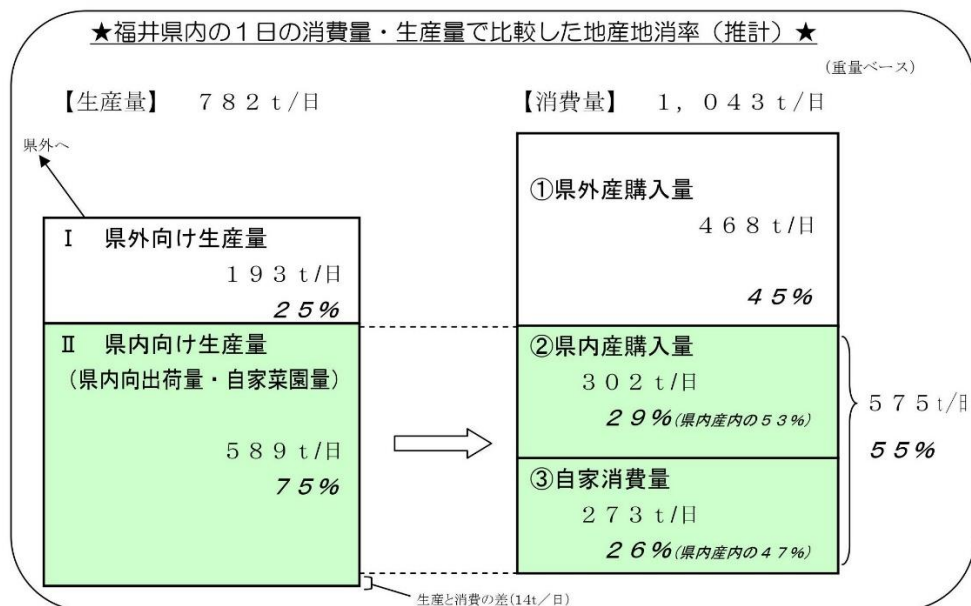 ★福井県内の１日の消費量・生産量で比較した地産地消率（推計）★
（重量ベース）
【生産量】　７８２ｔ/日
【消費量】　１，０４３ｔ/日
県外へ
Ⅰ　県外向け生産量
１９３ｔ/日
２５%
Ⅱ　県内向け生産量
（県内向出荷量・自家菜園量）
５８９ｔ/日
７５%
①県外産購入量
４６８ｔ/日
４５%
②県内産購入量
３０２ｔ/日
２９%(県内産内の５３%)
③自家消費量
２７３ｔ/日
２６%(県内産内の４７%)
５７５ｔ/日
５５%
生産と消費の差(14t／日)